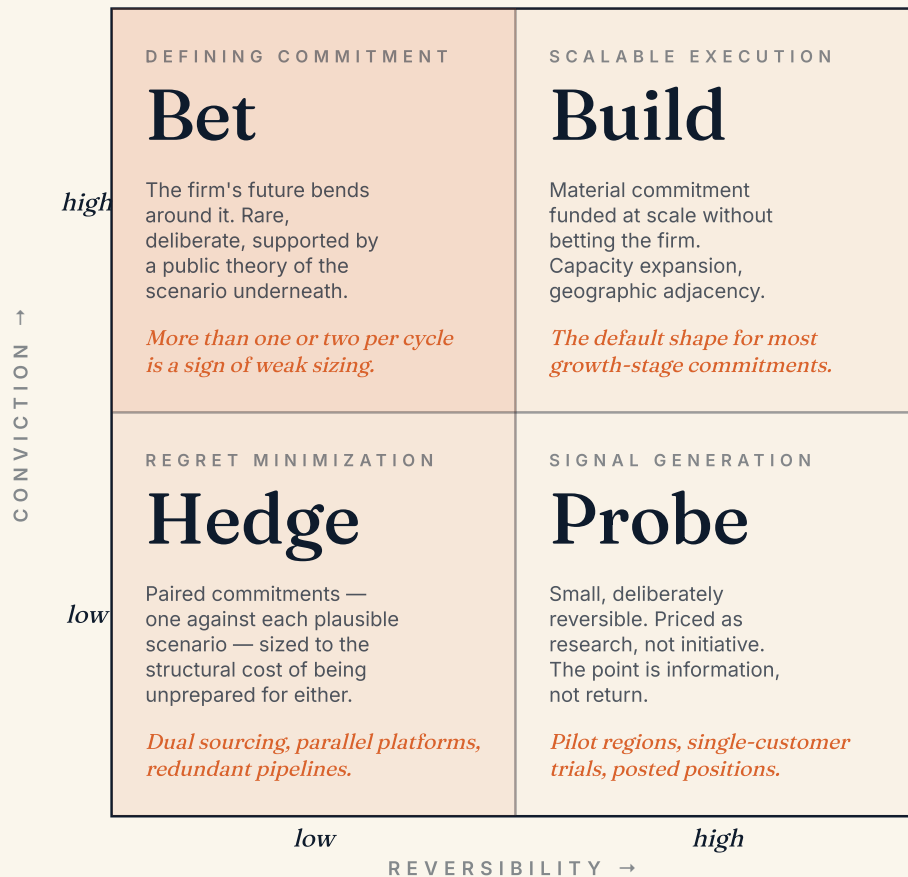 DEFINING COMMITMENT
Bet
The firm's future bends
around it. Rare,
deliberate, supported by
a public theory of the
scenario underneath.
More than one or two per cycle
is a sign of weak sizing.
SCALABLE EXECUTION
Build
Material commitment
funded at scale without
betting the firm.
Capacity expansion,
geographic adjacency.
The default shape for most
growth-stage commitments.
high
CONVICTION →
low
REGRET MINIMIZATION
Hedge
Paired commitments —
one against each plausible
scenario — sized to the
structural cost of being
unprepared for either.
Dual sourcing, parallel platforms,
redundant pipelines.
SIGNAL GENERATION
Probe
Small, deliberately
reversible. Priced as
research, not initiative.
The point is information,
not return.
Pilot regions, single-customer
trials, posted positions.
low
high
REVERSIBILITY →